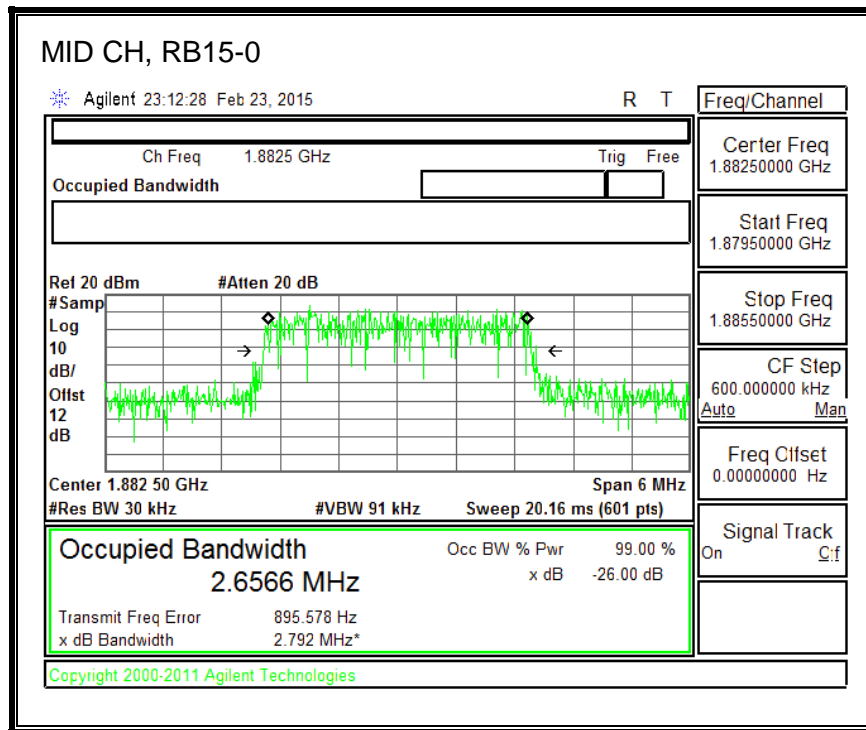 MID CH, RB15-0
Agilent 23:12:28 Feb 23, 2015 R T
Freq/Channel
Ch Freq 1.8825 GHz Trig Free
Occupied Bandwidth
Center Freq
1.88250000 GHz
Start Freq
1.87950000 GHz
Stop Freq
1.88550000 GHz
CF Step
600.000000 kHz
Auto Man
Freq Offset
0.00000000 Hz
Signal Track
On Off
Ref 20 dBm #Atten 20 dB
#Samp
Log
10
dB/
Offst
12
dB
Center 1.882 50 GHz Span 6 MHz
#Res BW 30 kHz #VBW 91 kHz Sweep 20.16 ms (601 pts)
Occupied Bandwidth
2.6566 MHz
Occ BW % Pwr 99.00 %
x dB -26.00 dB
Transmit Freq Error 895.578 Hz
x dB Bandwidth 2.792 MHz*
Copyright 2000-2011 Agilent Technologies